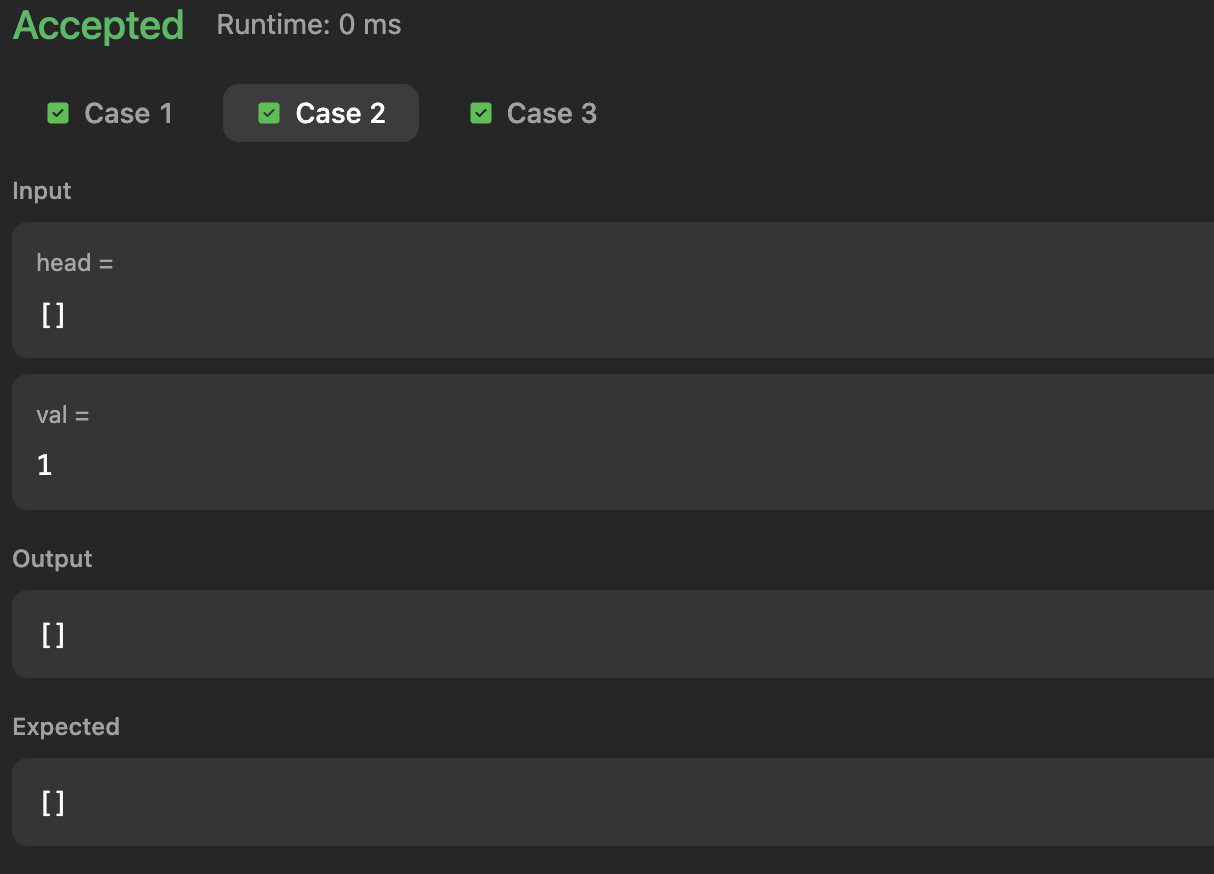 Accepted Runtime: 0 ms
Case 1 Case 2 Case 3
Input
head =
[]
val =
1
Output
[]
Expected
[]